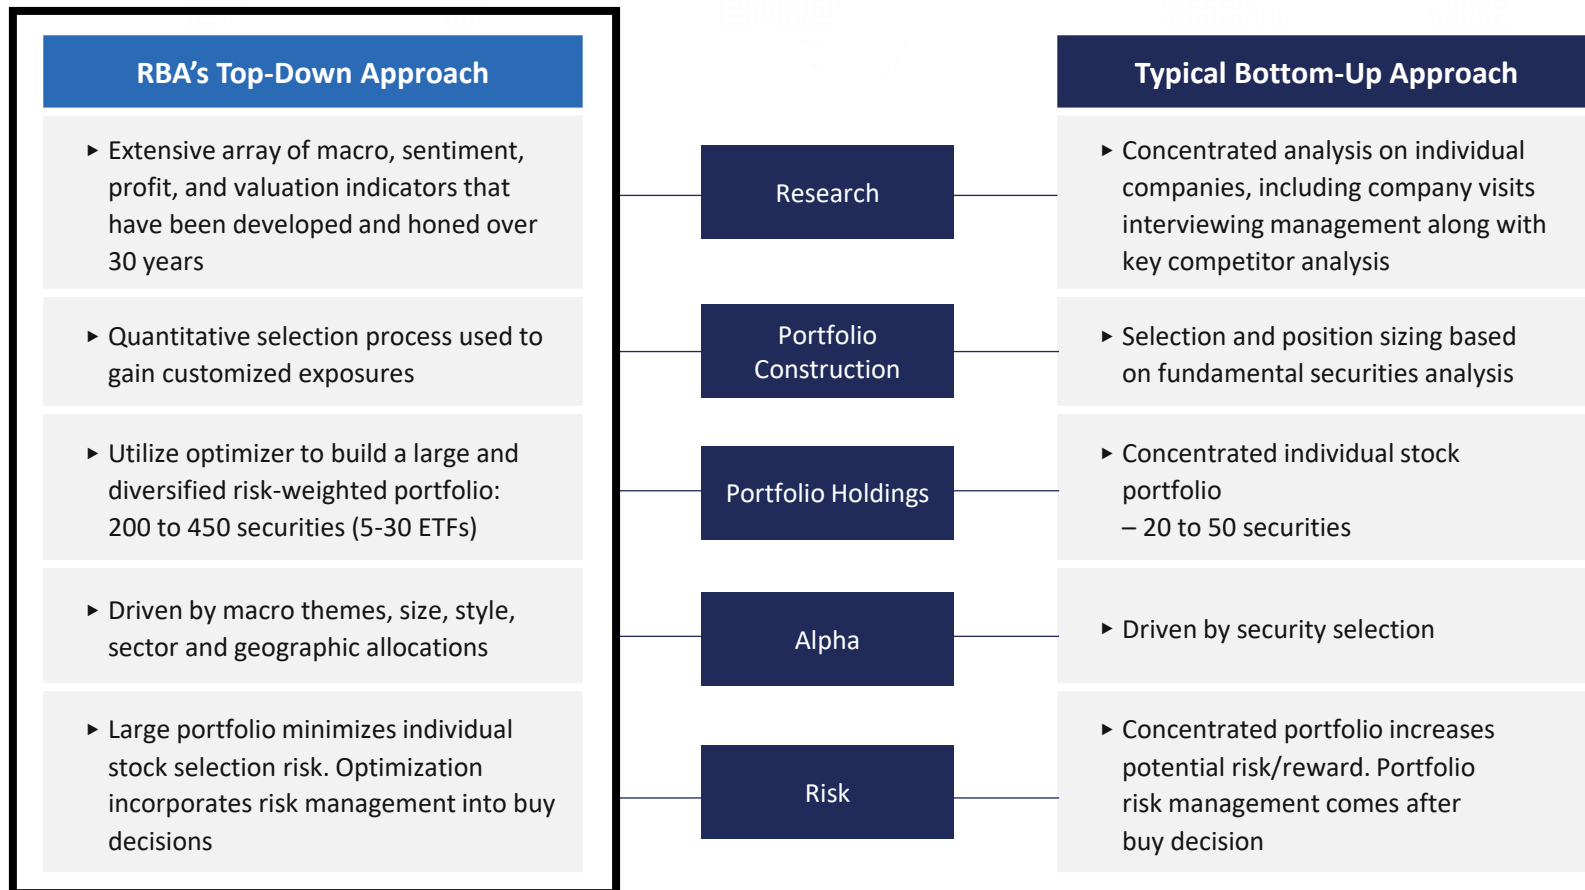 RBA’s Top-Down Approach
Typical Bottom-Up Approach
▸ Extensive array of macro, sentiment,
profit, and valuation indicators that
have been developed and honed over
30 years
Research
▸ Concentrated analysis on individual
companies, including company visits
interviewing management along with
key competitor analysis
▸ Quantitative selection process used to
gain customized exposures
Portfolio
Construction
▸ Selection and position sizing based
on fundamental securities analysis
▸ Utilize optimizer to build a large and
diversified risk-weighted portfolio:
200 to 450 securities (5-30 ETFs)
Portfolio Holdings
▸ Concentrated individual stock
portfolio
– 20 to 50 securities
▸ Driven by macro themes, size, style,
sector and geographic allocations
Alpha
▸ Driven by security selection
▸ Large portfolio minimizes individual
stock selection risk. Optimization
incorporates risk management into buy
decisions
Risk
▸ Concentrated portfolio increases
potential risk/reward. Portfolio
risk management comes after
buy decision